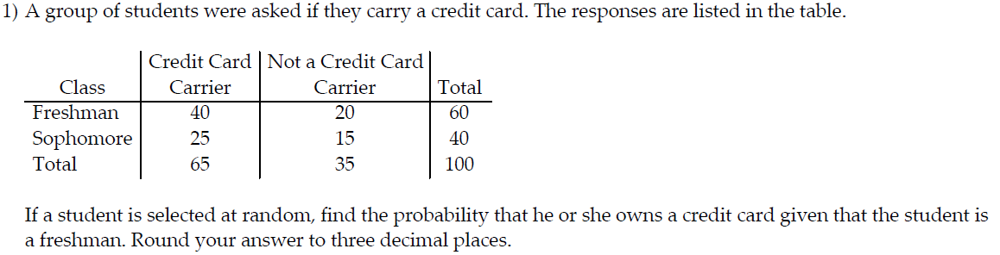 1) A group of students were asked if they carry a credit card. The responses are listed in the table.
Credit Card Not a Credit Card
Class Carrier Carrier Total
Freshman 40 20 60
Sophomore 25 15 40
Total 65 35 100
If a student is selected at random, find the probability that he or she owns a credit card given that the student is
a freshman. Round your answer to three decimal places.